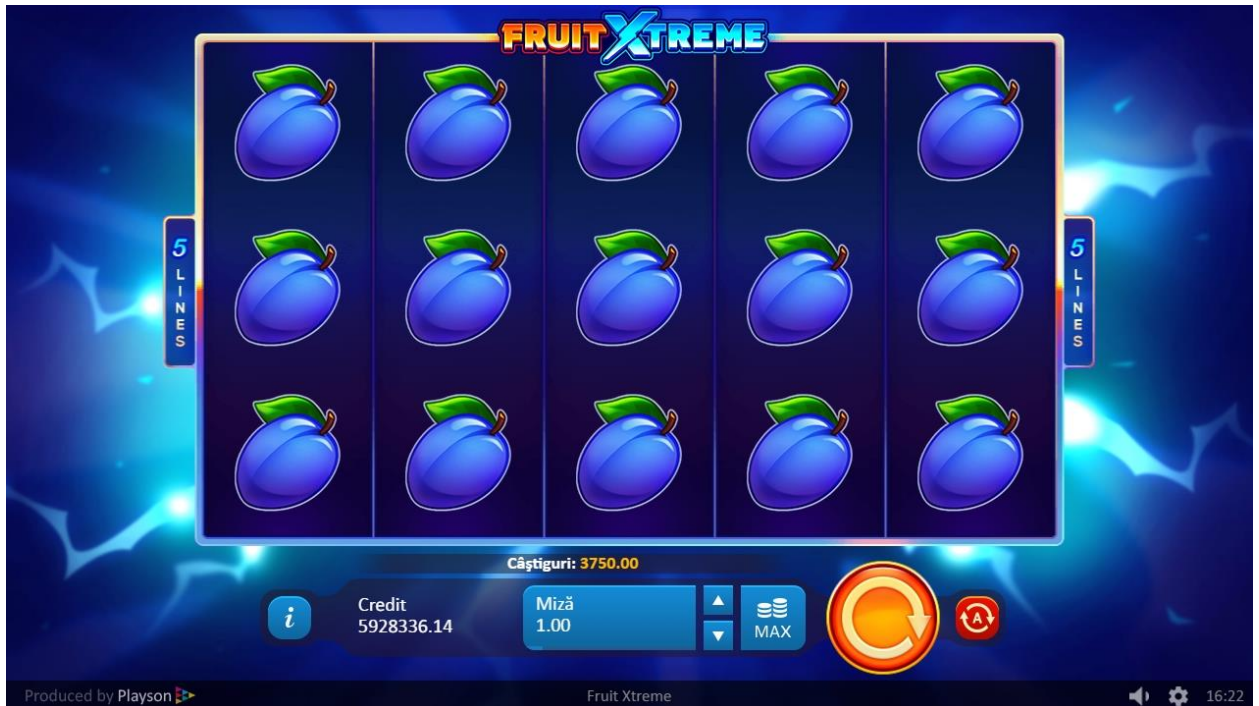 FRUIT XTREME
5 LINES
5 LINES
Câștiguri: 3750.00
i
Credit
5928336.14
Miză
1.00
MAX
A
Produced by Playson
Fruit Xtreme
16:22